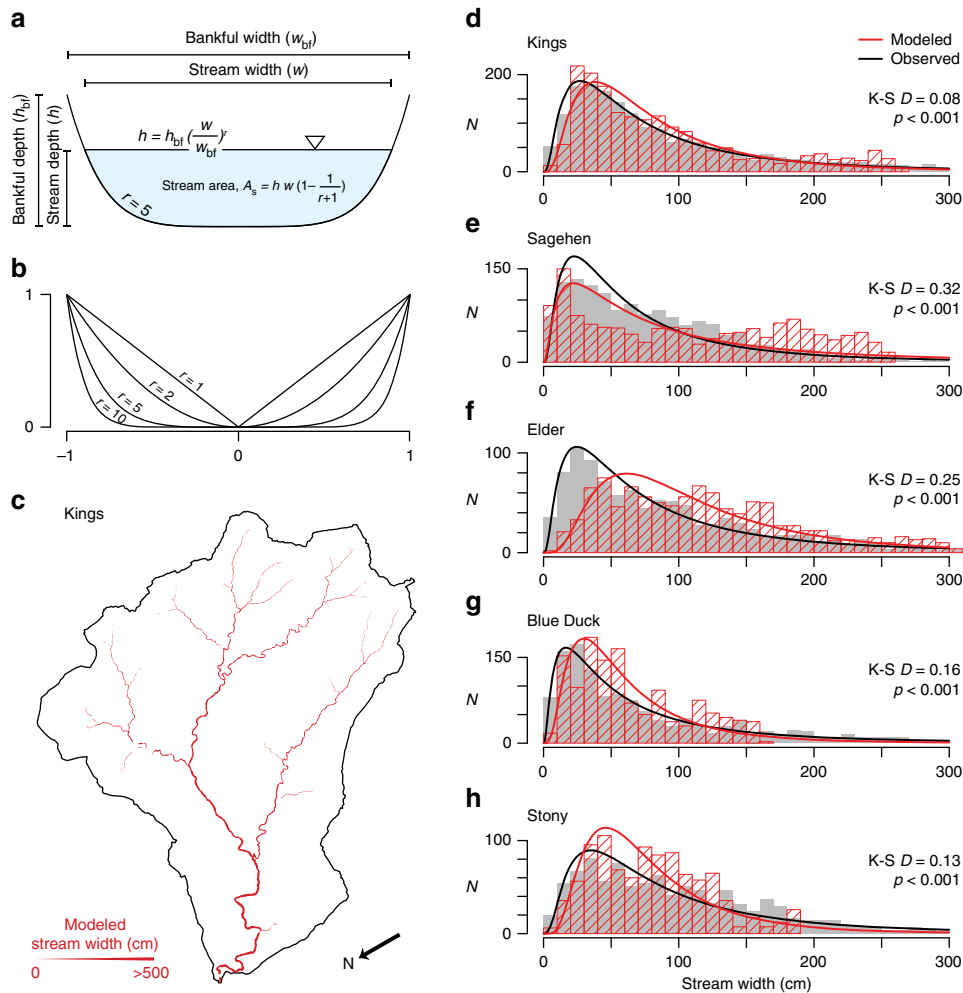 a
Bankful width (w_bf)
Stream width (w)
Bankful depth (h_bf)
Stream depth (h)
h = h_bf (w/w_bf)^r
Stream area, A_s = h w (1– 1/(r+1))
r = 5
b
1
0
r = 1
r = 2
r = 5
r = 10
–1 0 1
c
Kings
Modeled
stream width (cm)
0 >500
N
d
Kings
Modeled
Observed
K-S D = 0.08
p < 0.001
200
N
0
0 100 200 300
e
Sagehen
K-S D = 0.32
p < 0.001
150
N
0
0 100 200 300
f
Elder
K-S D = 0.25
p < 0.001
100
N
0
0 100 200 300
g
Blue Duck
K-S D = 0.16
p < 0.001
150
N
0
0 100 200 300
h
Stony
K-S D = 0.13
p < 0.001
100
N
0
0 100 200 300
Stream width (cm)